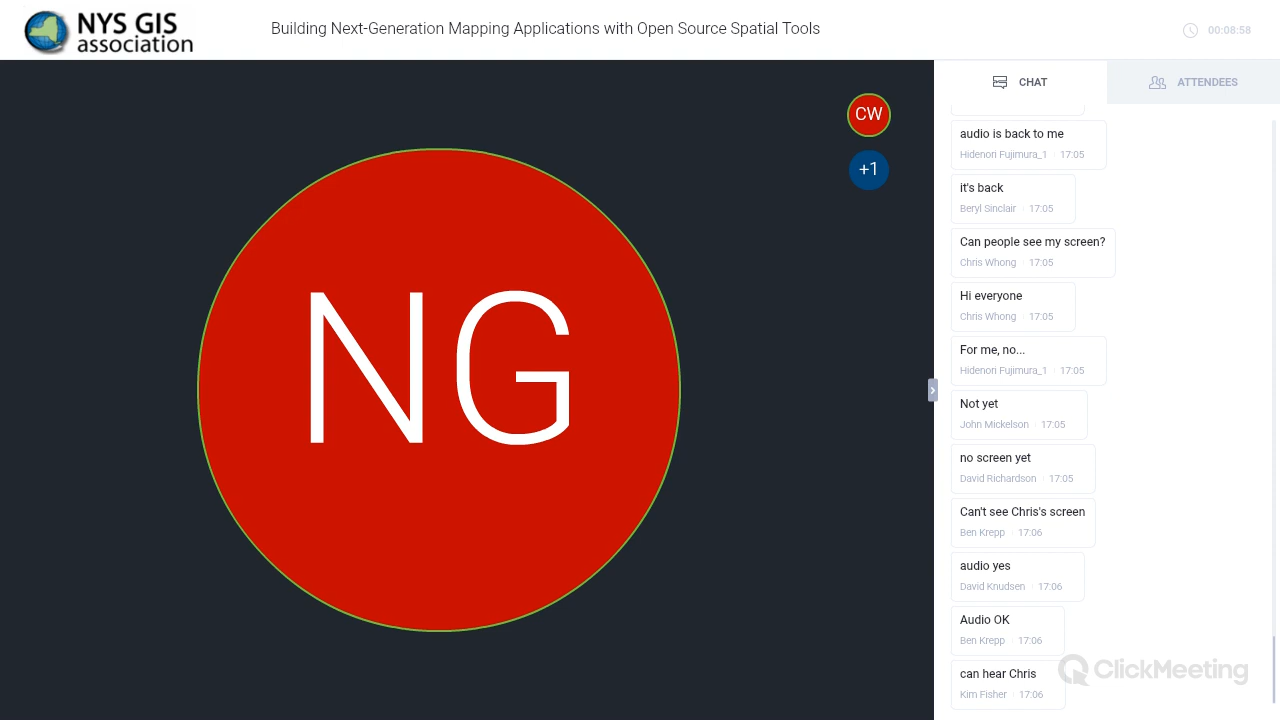 NYS GIS
association
Building Next-Generation Mapping Applications with Open Source Spatial Tools
00:08:58
CW
+1
NG
CHAT
ATTENDEES
audio is back to me
Hidenori Fujimura_1 17:05
it's back
Beryl Sinclair 17:05
Can people see my screen?
Chris Whong 17:05
Hi everyone
Chris Whong 17:05
For me, no...
Hidenori Fujimura_1 17:05
Not yet
John Mickelson 17:05
no screen yet
David Richardson 17:05
Can't see Chris's screen
Ben Krepp 17:06
audio yes
David Knudsen 17:06
Audio OK
Ben Krepp 17:06
can hear Chris
Kim Fisher 17:06
ClickMeeting